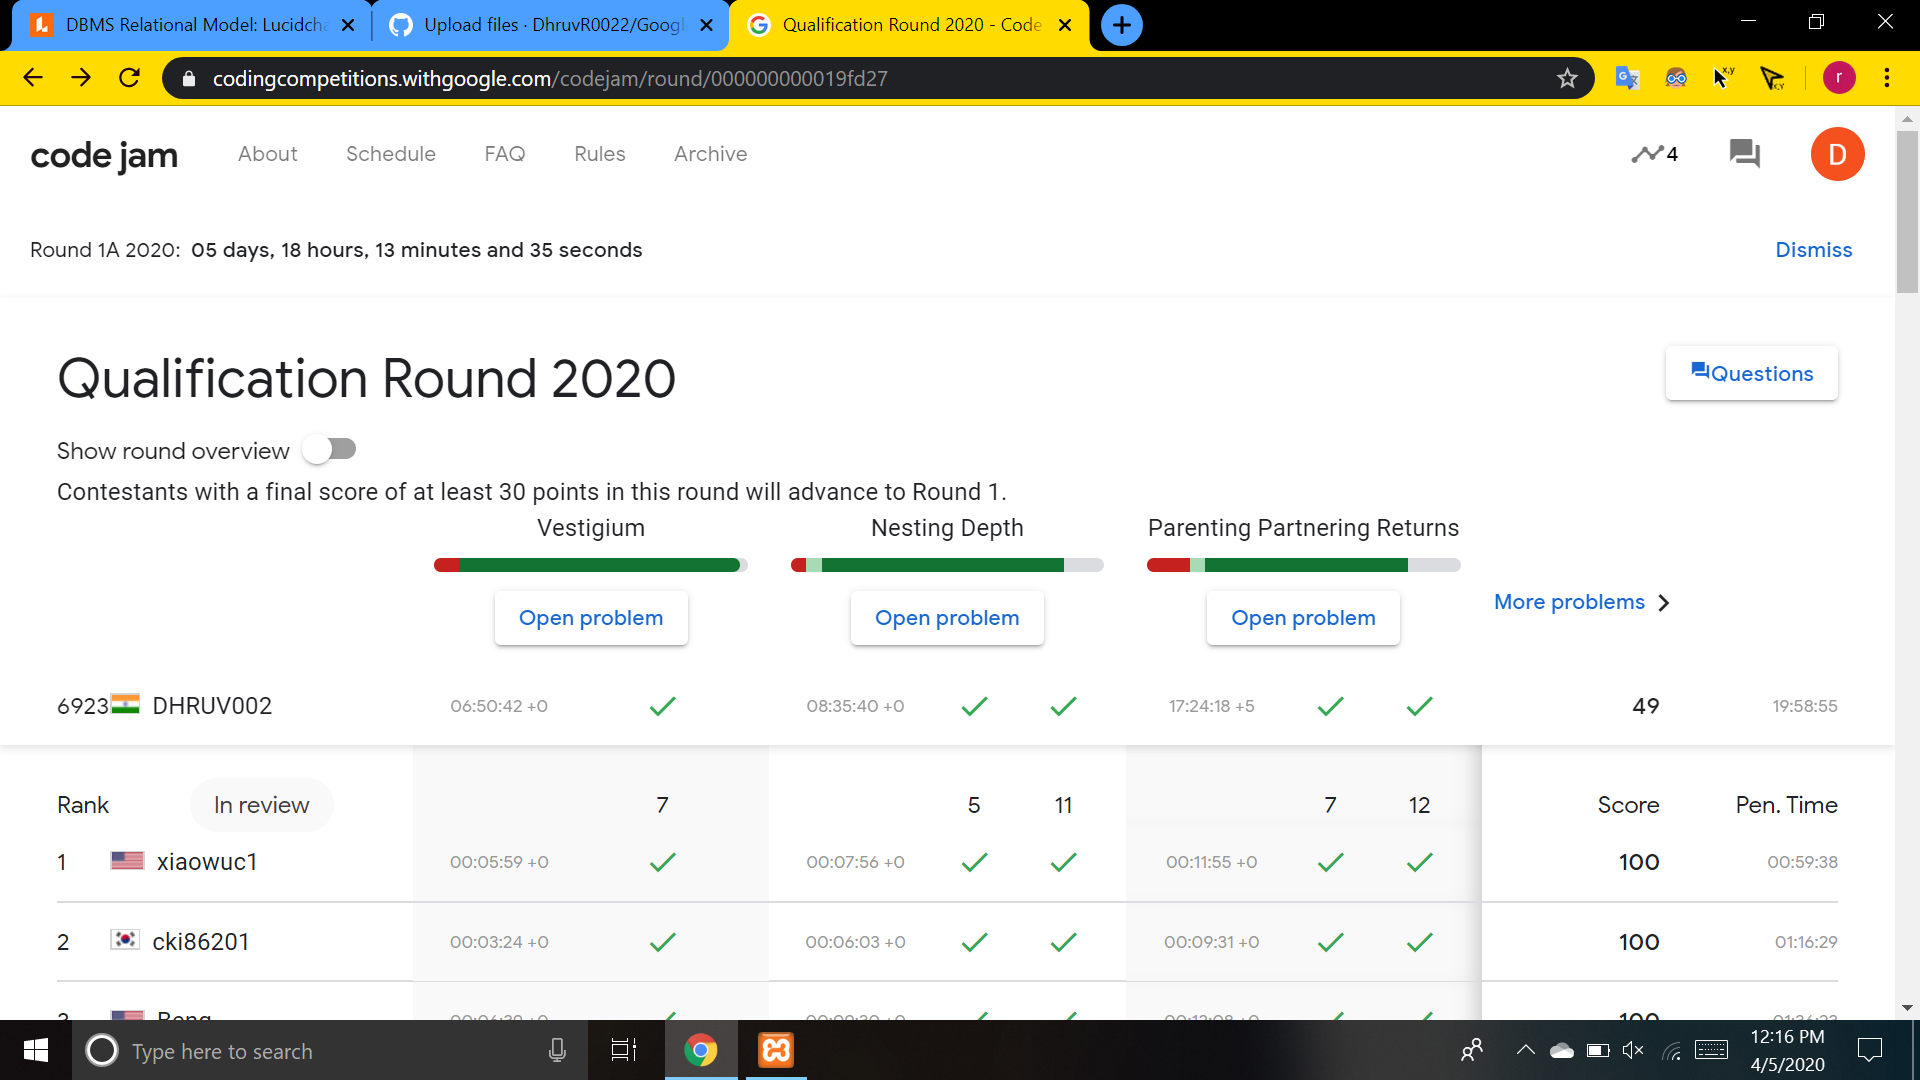 DBMS Relational Model: Lucidcha
Upload files · DhruvR0022/Googl
Qualification Round 2020 - Code
codingcompetitions.withgoogle.com/codejam/round/000000000019fd27
x,y
x,y
r
code jam
About
Schedule
FAQ
Rules
Archive
4
D
Round 1A 2020: 05 days, 18 hours, 13 minutes and 35 seconds
Dismiss
Qualification Round 2020
Questions
Show round overview
Contestants with a final score of at least 30 points in this round will advance to Round 1.
Vestigium
Nesting Depth
Parenting Partnering Returns
Open problem
Open problem
Open problem
More problems
6923 DHRUV002 06:50:42 +0 08:35:40 +0 17:24:18 +5 49 19:58:55
Rank In review 7 5 11 7 12 Score Pen. Time
1 xiaowuc1 00:05:59 +0 00:07:56 +0 00:11:55 +0 100 00:59:38
2 cki86201 00:03:24 +0 00:06:03 +0 00:09:31 +0 100 01:16:29
3 100
Type here to search
12:16 PM
4/5/2020